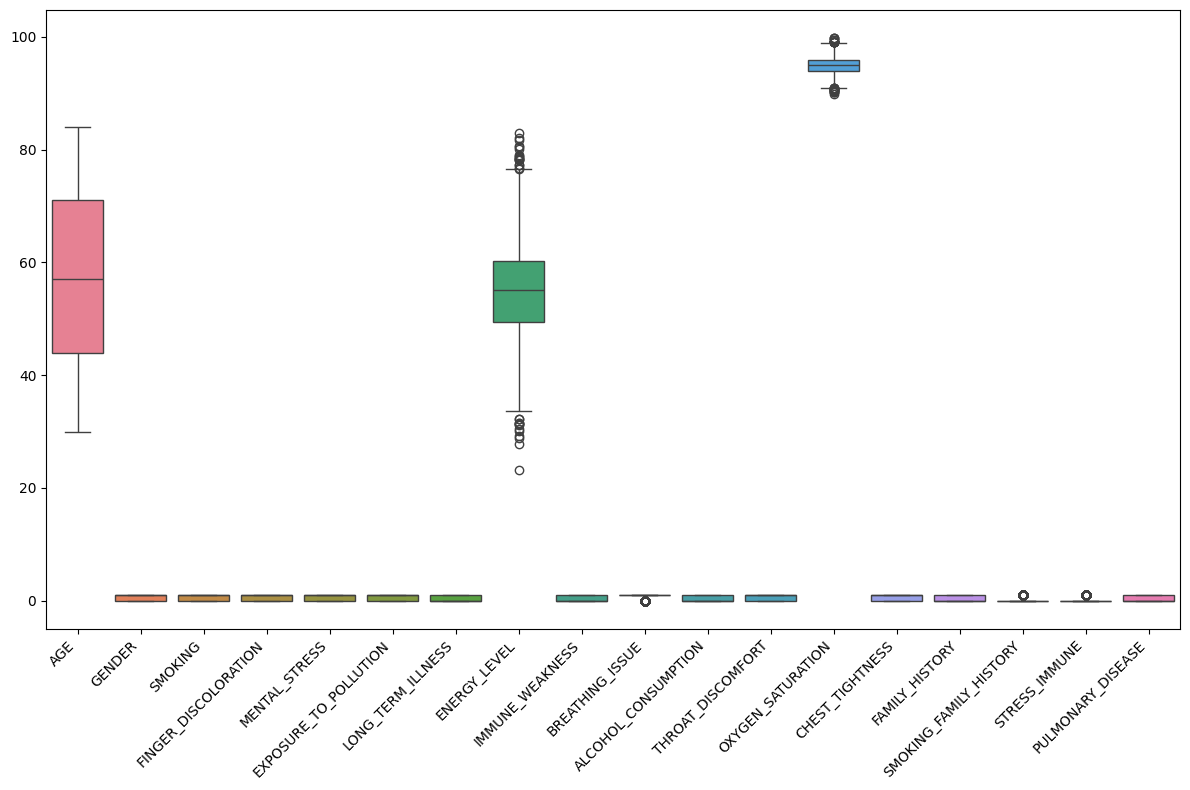 100
80
60
40
20
0
AGE
GENDER
SMOKING
FINGER_DISCOLORATION
MENTAL_STRESS
EXPOSURE_TO_POLLUTION
LONG_TERM_ILLNESS
ENERGY_LEVEL
IMMUNE_WEAKNESS
BREATHING_ISSUE
ALCOHOL_CONSUMPTION
THROAT_DISCOMFORT
OXYGEN_SATURATION
CHEST_TIGHTNESS
FAMILY_HISTORY
SMOKING_FAMILY_HISTORY
STRESS_IMMUNE
PULMONARY_DISEASE